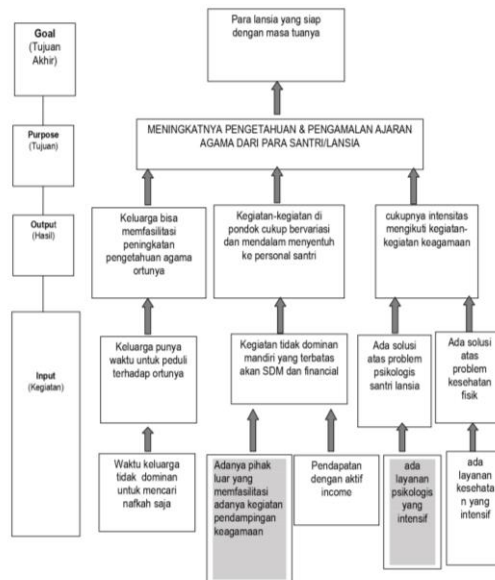 Goal
(Tujuan
Akhir)
Para lansia yang siap
dengan masa tuanya
Purpose
(Tujuan)
MENINGKATNYA PENGETAHUAN & PENGAMALAN AJARAN
AGAMA DARI PARA SANTRI/LANSIA
Output
(Hasil)
Keluarga bisa
memfasilitasi
peningkatan
pengetahuan agama
ortunya
Kegiatan-kegiatan di
pondok cukup bervariasi
dan mendalam menyentuh
ke personal santri
cukupnya intensitas
mengikuti kegiatan-
kegiatan keagamaan
Input
(Kegiatan)
Keluarga punya
waktu untuk peduli
terhadap ortunya
Kegiatan tidak dominan
mandiri yang terbatas
akan SDM dan financial
Ada solusi
atas problem
psikologis
santri lansia
Ada solusi
atas
problem
kesehatan
fisik
Waktu keluarga
tidak dominan
untuk mencari
nafkah saja
Adanya pihak
luar yang
memfasilitasi
adanya kegiatan
pendampingan
keagamaan
Pendapatan
dengan aktif
income
ada
layanan
psikologis
yang
intensif
ada
layanan
kesehata
n yang
intensif